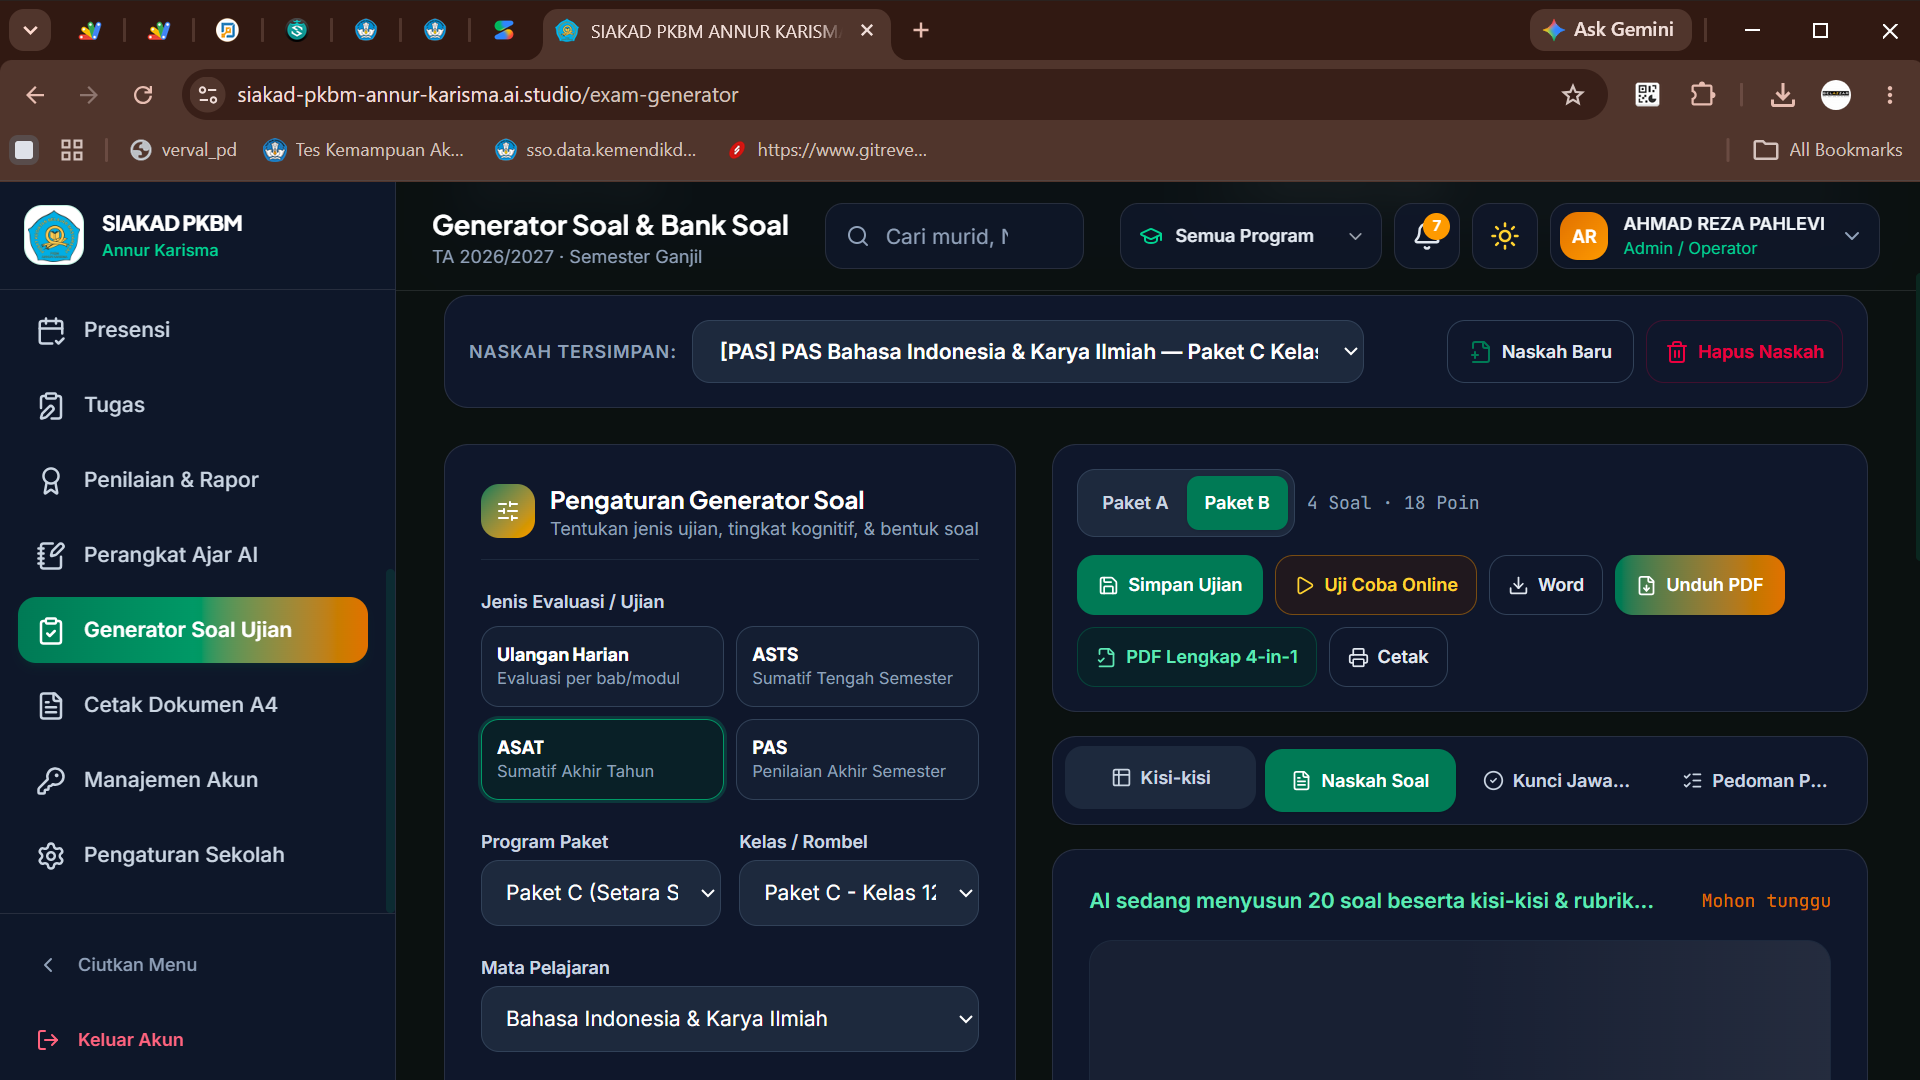 SIAKAD PKBM ANNUR KARISM
Ask Gemini
siakad-pkbm-annur-karisma.ai.studio/exam-generator
verval_pd
Tes Kemampuan Ak...
sso.data.kemendikd...
https://www.gitreve...
All Bookmarks
SIAKAD PKBM
Annur Karisma
Presensi
Tugas
Penilaian & Rapor
Perangkat Ajar AI
Generator Soal Ujian
Cetak Dokumen A4
Manajemen Akun
Pengaturan Sekolah
Ciutkan Menu
Keluar Akun
Generator Soal & Bank Soal
TA 2026/2027 · Semester Ganjil
Cari murid, N
Semua Program
7
AR
AHMAD REZA PAHLEVI
Admin / Operator
NASKAH TERSIMPAN:
[PAS] PAS Bahasa Indonesia & Karya Ilmiah — Paket C Kelas
Naskah Baru
Hapus Naskah
Pengaturan Generator Soal
Tentukan jenis ujian, tingkat kognitif, & bentuk soal
Jenis Evaluasi / Ujian
Ulangan Harian
Evaluasi per bab/modul
ASTS
Sumatif Tengah Semester
ASAT
Sumatif Akhir Tahun
PAS
Penilaian Akhir Semester
Program Paket
Paket C (Setara S
Kelas / Rombel
Paket C - Kelas 12
Mata Pelajaran
Bahasa Indonesia & Karya Ilmiah
Paket A
Paket B
4 Soal · 18 Poin
Simpan Ujian
Uji Coba Online
Word
Unduh PDF
PDF Lengkap 4-in-1
Cetak
Kisi-kisi
Naskah Soal
Kunci Jawa...
Pedoman P...
AI sedang menyusun 20 soal beserta kisi-kisi & rubrik...
Mohon tunggu